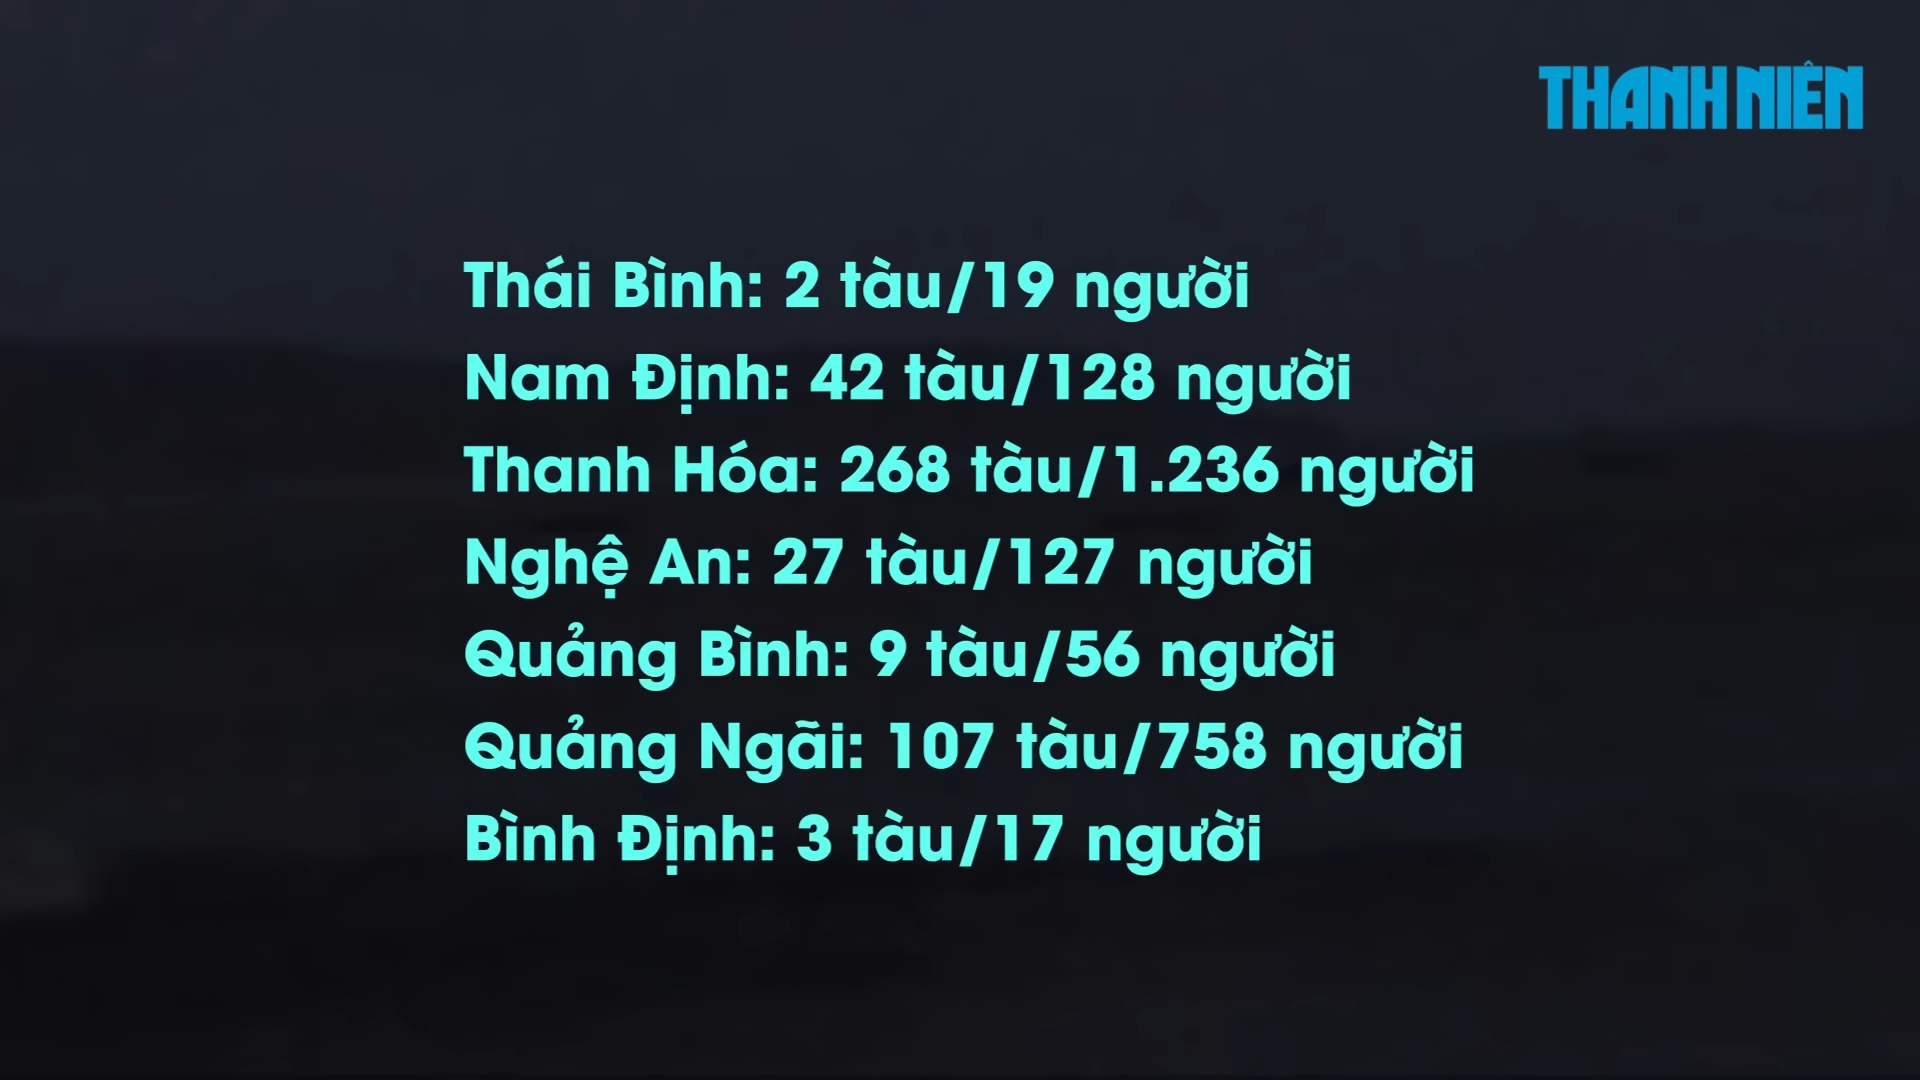 THANH NIÊN
Thái Bình: 2 tàu/19 người
Nam Định: 42 tàu/128 người
Thanh Hóa: 268 tàu/1.236 người
Nghệ An: 27 tàu/127 người
Quảng Bình: 9 tàu/56 người
Quảng Ngãi: 107 tàu/758 người
Bình Định: 3 tàu/17 người